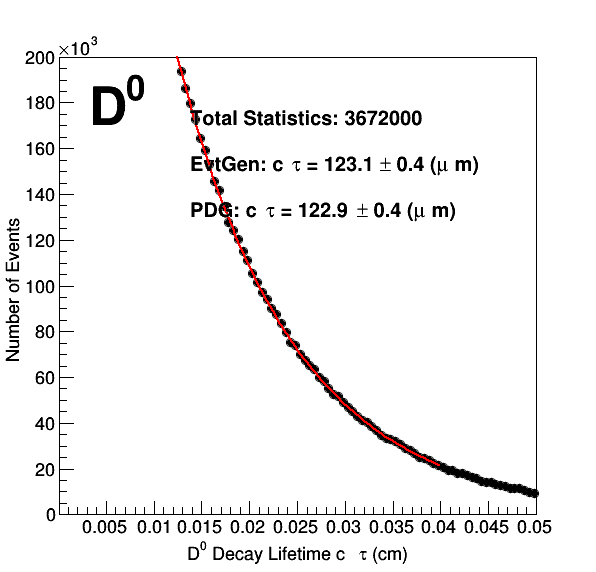 ×10³
200
180
160
140
120
100
80
60
40
20
0
Number of Events
D⁰
Total Statistics: 3672000
EvtGen: c τ = 123.1 ± 0.4 (μ m)
PDG: c τ = 122.9 ± 0.4 (μ m)
0.005 0.01 0.015 0.02 0.025 0.03 0.035 0.04 0.045 0.05
D⁰ Decay Lifetime c τ (cm)